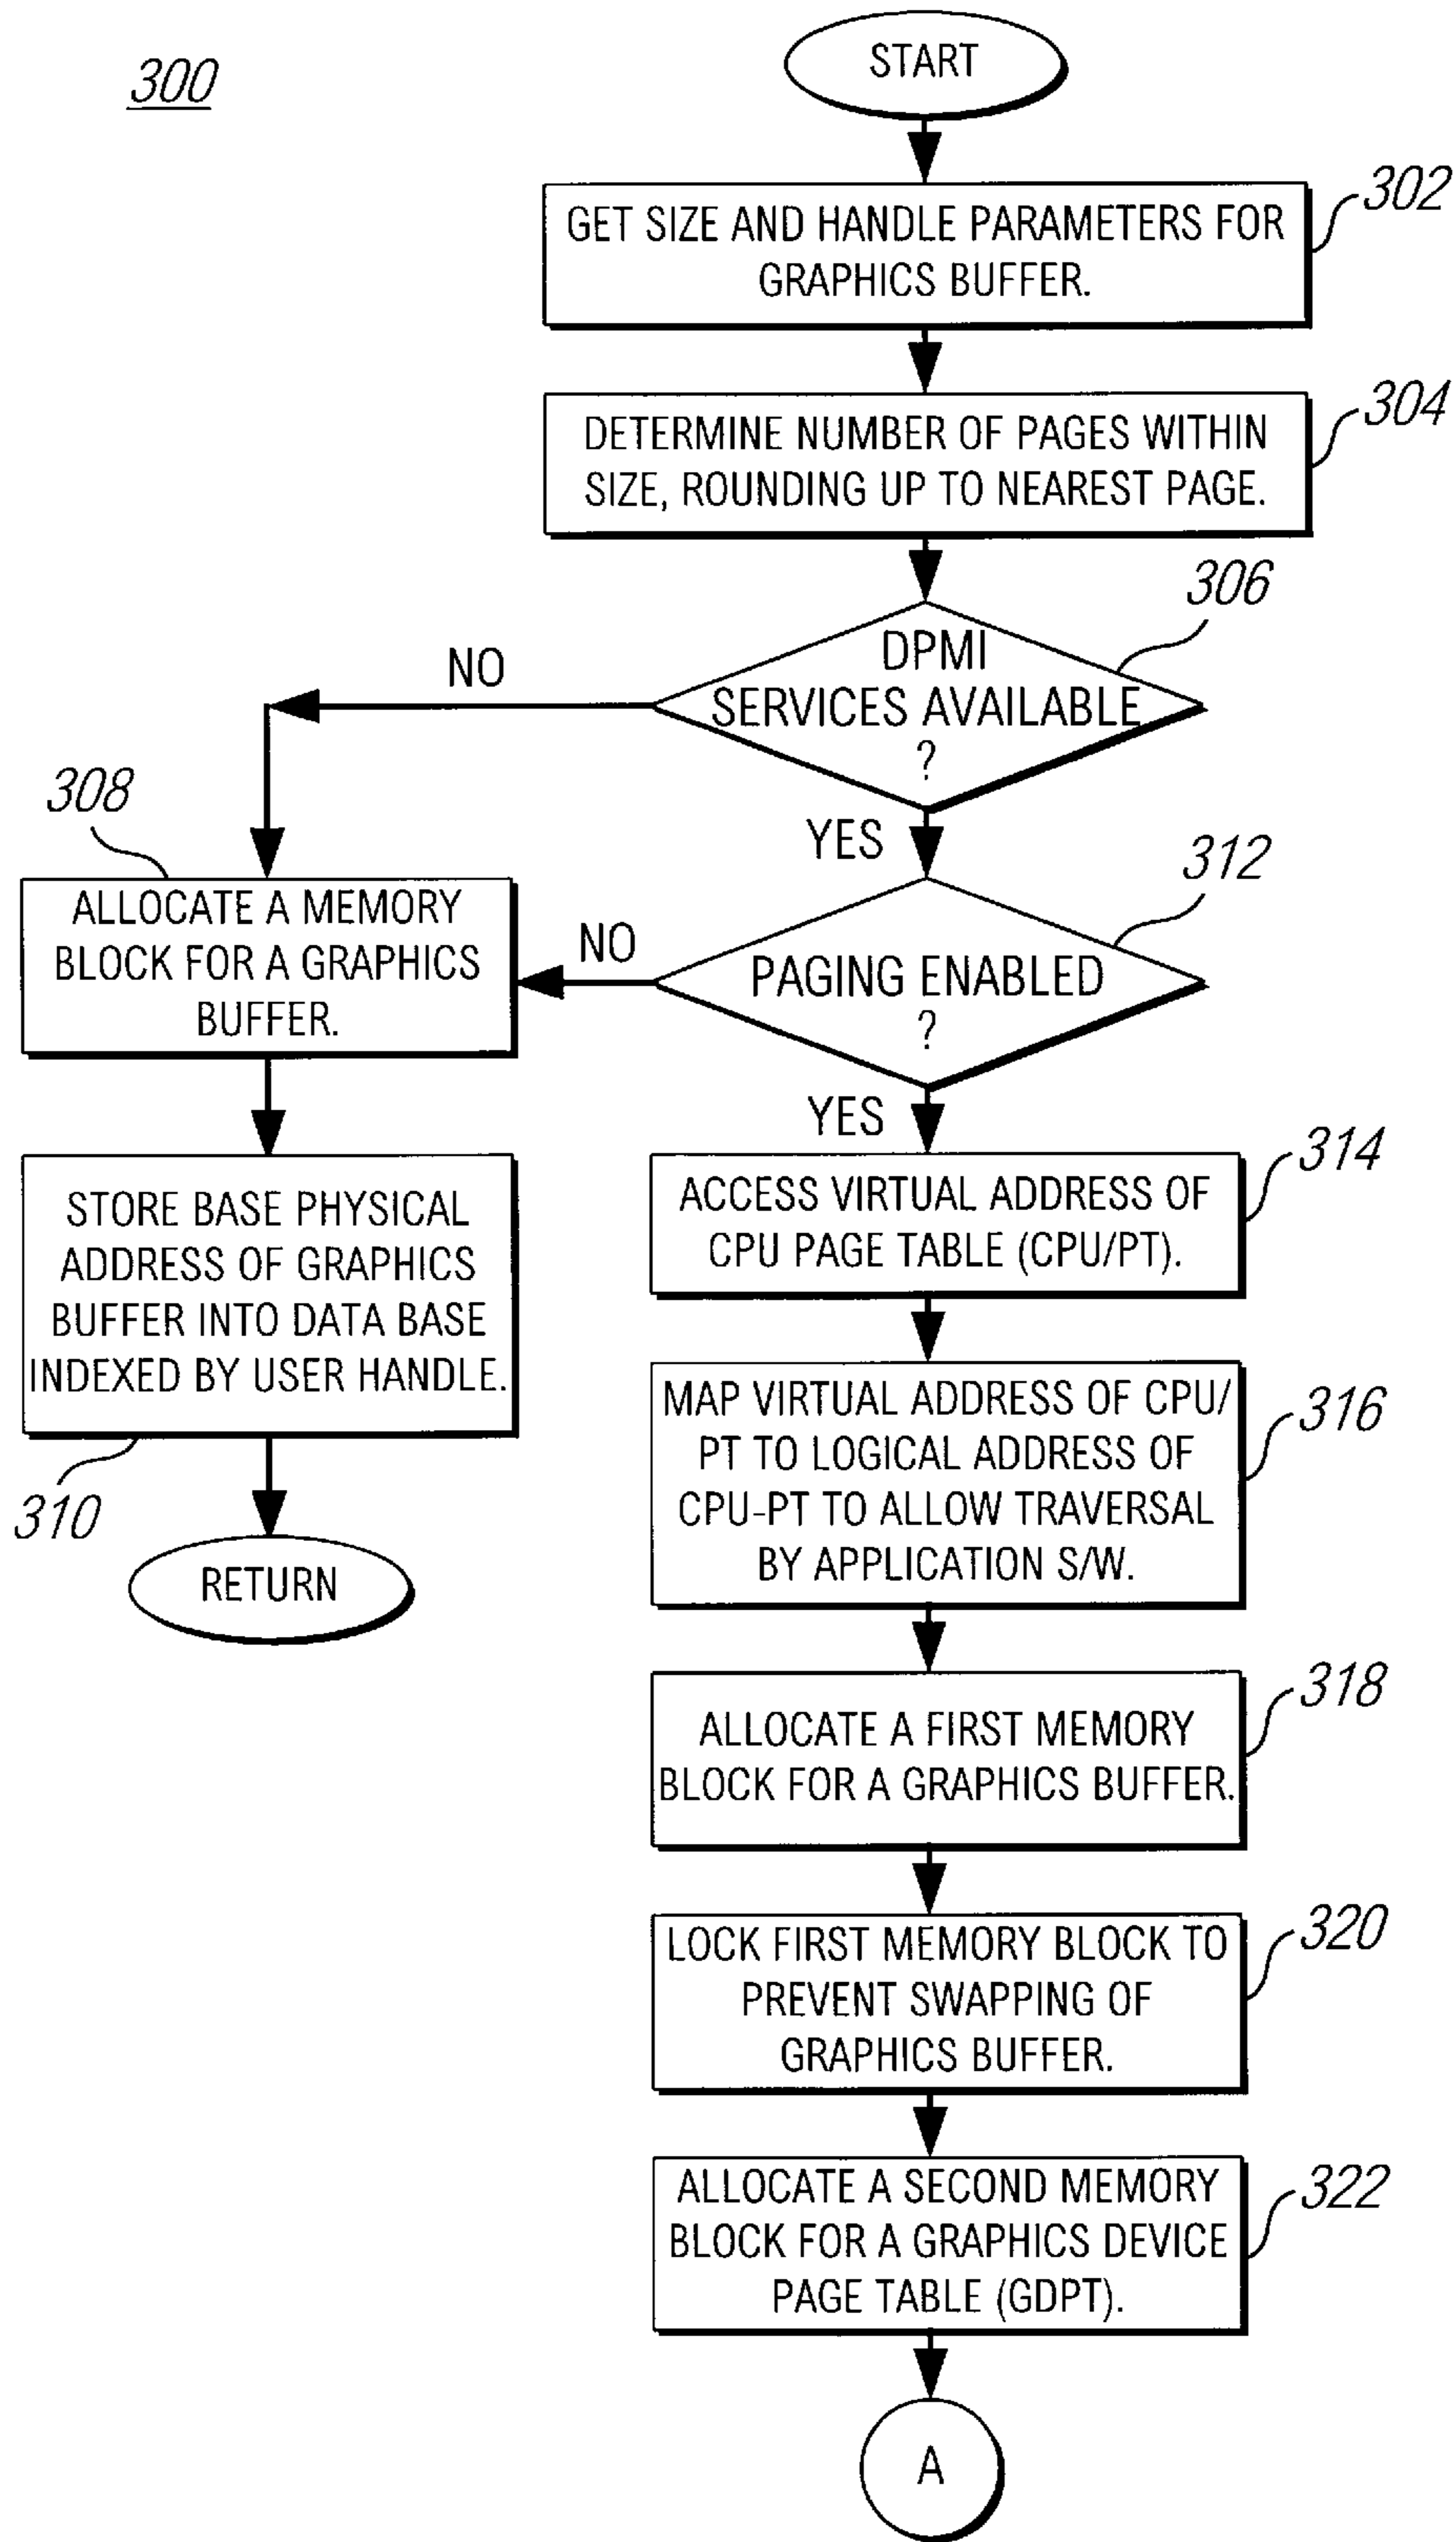 300
START
302
GET SIZE AND HANDLE PARAMETERS FOR
GRAPHICS BUFFER.
304
DETERMINE NUMBER OF PAGES WITHIN
SIZE, ROUNDING UP TO NEAREST PAGE.
306
DPMI
SERVICES AVAILABLE
?
NO
YES
308
ALLOCATE A MEMORY
BLOCK FOR A GRAPHICS
BUFFER.
312
PAGING ENABLED
?
NO
YES
STORE BASE PHYSICAL
ADDRESS OF GRAPHICS
BUFFER INTO DATA BASE
INDEXED BY USER HANDLE.
310
RETURN
314
ACCESS VIRTUAL ADDRESS OF
CPU PAGE TABLE (CPU/PT).
316
MAP VIRTUAL ADDRESS OF CPU/
PT TO LOGICAL ADDRESS OF
CPU-PT TO ALLOW TRAVERSAL
BY APPLICATION S/W.
318
ALLOCATE A FIRST MEMORY
BLOCK FOR A GRAPHICS BUFFER.
320
LOCK FIRST MEMORY BLOCK TO
PREVENT SWAPPING OF
GRAPHICS BUFFER.
322
ALLOCATE A SECOND MEMORY
BLOCK FOR A GRAPHICS DEVICE
PAGE TABLE (GDPT).
A